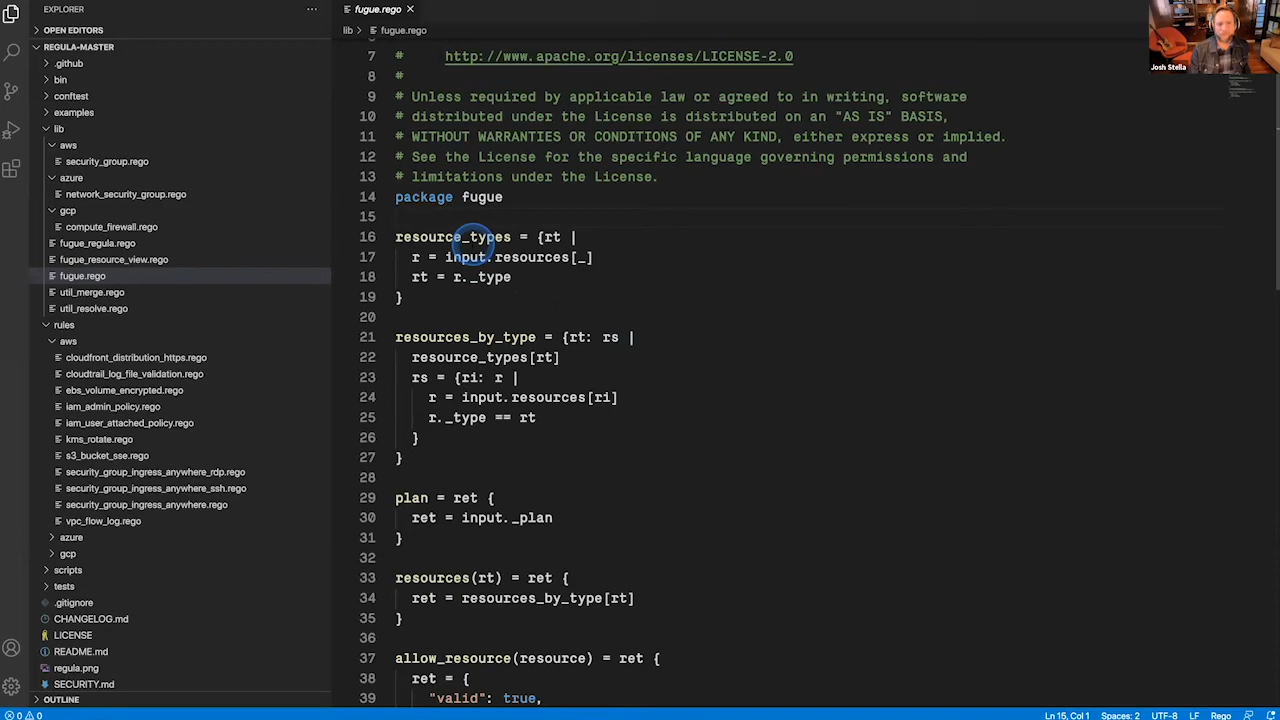 EXPLORER
···
OPEN EDITORS
REGULA-MASTER
.github
bin
conftest
examples
lib
aws
security_group.rego
azure
network_security_group.rego
gcp
compute_firewall.rego
fugue_regula.rego
fugue_resource_view.rego
fugue.rego
util_merge.rego
util_resolve.rego
rules
aws
cloudfront_distribution_https.rego
cloudtrail_log_file_validation.rego
ebs_volume_encrypted.rego
iam_admin_policy.rego
iam_user_attached_policy.rego
kms_rotate.rego
s3_bucket_sse.rego
security_group_ingress_anywhere_rdp.rego
security_group_ingress_anywhere_ssh.rego
security_group_ingress_anywhere.rego
vpc_flow_log.rego
azure
gcp
scripts
tests
.gitignore
CHANGELOG.md
LICENSE
README.md
regula.png
SECURITY.md
OUTLINE
fugue.rego
lib > fugue.rego
7 #      http://www.apache.org/licenses/LICENSE-2.0
8 #
9 # Unless required by applicable law or agreed to in writing, software
10 # distributed under the License is distributed on an "AS IS" BASIS,
11 # WITHOUT WARRANTIES OR CONDITIONS OF ANY KIND, either express or implied.
12 # See the License for the specific language governing permissions and
13 # limitations under the License.
14 package fugue
15
16 resource_types = {rt |
17   r = input.resources[_]
18   rt = r._type
19 }
20
21 resources_by_type = {rt: rs |
22   resource_types[rt]
23   rs = {ri: r |
24     r = input.resources[ri]
25     r._type == rt
26   }
27 }
28
29 plan = ret {
30   ret = input._plan
31 }
32
33 resources(rt) = ret {
34   ret = resources_by_type[rt]
35 }
36
37 allow_resource(resource) = ret {
38   ret = {
39     "valid": true,
Josh Stella
0 0
Ln 15, Col 1
Spaces: 2
UTF-8
LF
Rego